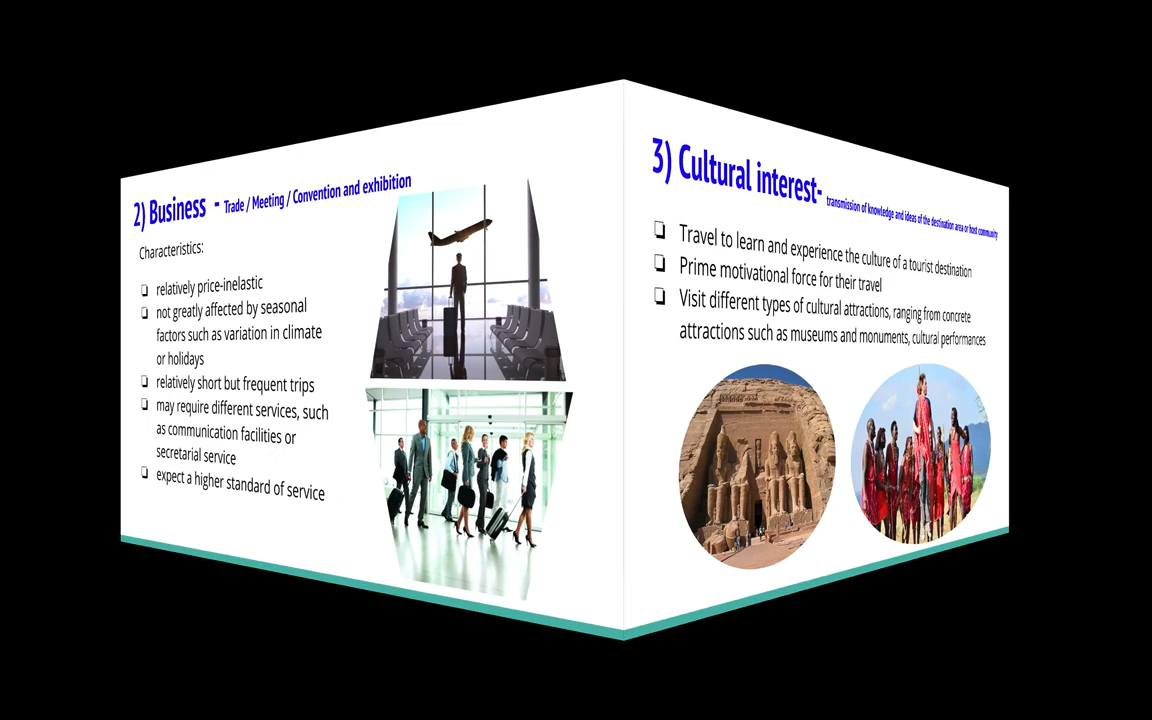 2) Business - Trade / Meeting / Convention and exhibition
Characteristics:
❏ relatively price-inelastic
❏ not greatly affected by seasonal
factors such as variation in climate
or holidays
❏ relatively short but frequent trips
❏ may require different services, such
as communication facilities or
secretarial service
❏ expect a higher standard of service
3) Cultural interest- transmission of knowledge and ideas of the destination area or host community
❏ Travel to learn and experience the culture of a tourist destination
❏ Prime motivational force for their travel
❏ Visit different types of cultural attractions, ranging from concrete
attractions such as museums and monuments, cultural performances